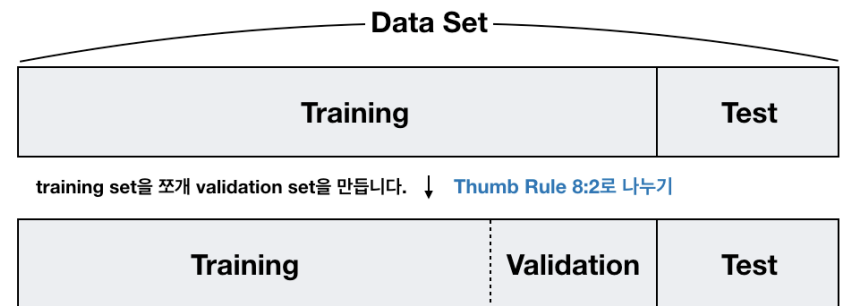 Data Set
Training Test
training set을 쪼개 validation set을 만듭니다. ↓ Thumb Rule 8:2로 나누기
Training Validation Test